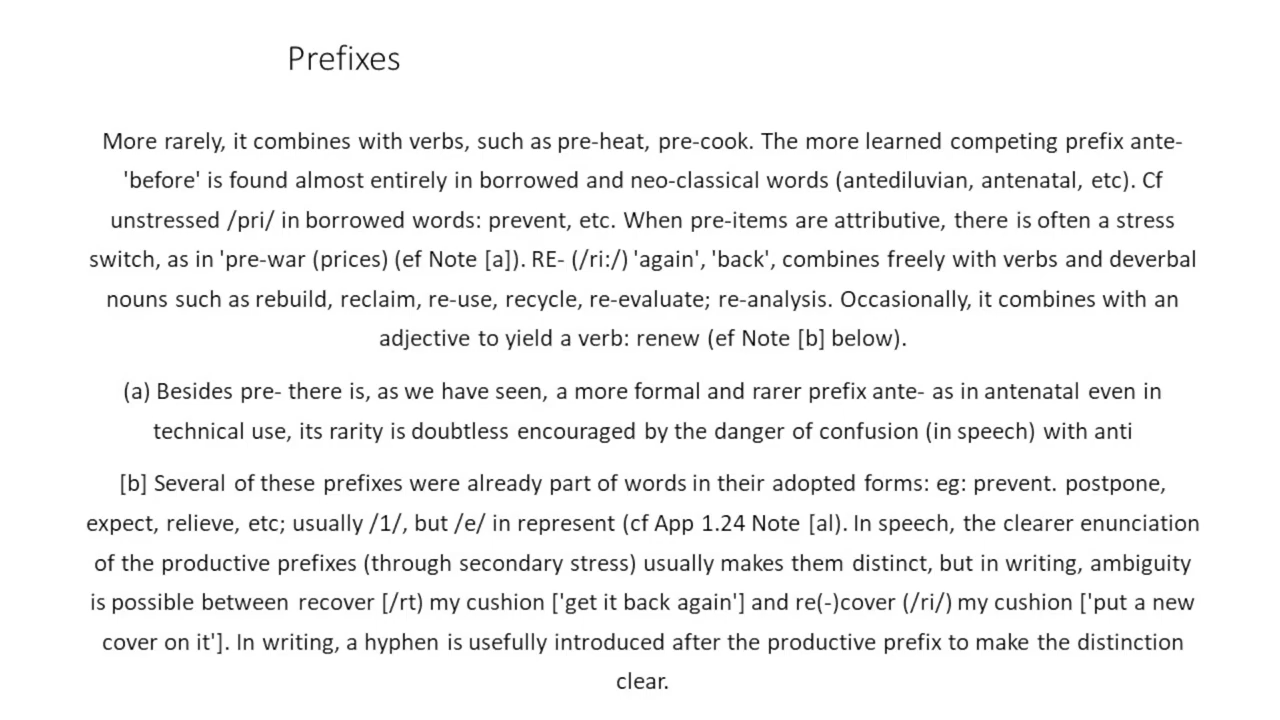 Prefixes
More rarely, it combines with verbs, such as pre-heat, pre-cook. The more learned competing prefix ante-
'before' is found almost entirely in borrowed and neo-classical words (antediluvian, antenatal, etc). Cf
unstressed /pri/ in borrowed words: prevent, etc. When pre-items are attributive, there is often a stress
switch, as in 'pre-war (prices) (ef Note [a]). RE- (/ri:/) 'again', 'back', combines freely with verbs and deverbal
nouns such as rebuild, reclaim, re-use, recycle, re-evaluate; re-analysis. Occasionally, it combines with an
adjective to yield a verb: renew (ef Note [b] below).
(a) Besides pre- there is, as we have seen, a more formal and rarer prefix ante- as in antenatal even in
technical use, its rarity is doubtless encouraged by the danger of confusion (in speech) with anti
[b] Several of these prefixes were already part of words in their adopted forms: eg: prevent. postpone,
expect, relieve, etc; usually /1/, but /e/ in represent (cf App 1.24 Note [al). In speech, the clearer enunciation
of the productive prefixes (through secondary stress) usually makes them distinct, but in writing, ambiguity
is possible between recover [/rt) my cushion ['get it back again'] and re(-)cover (/ri/) my cushion ['put a new
cover on it']. In writing, a hyphen is usefully introduced after the productive prefix to make the distinction
clear.